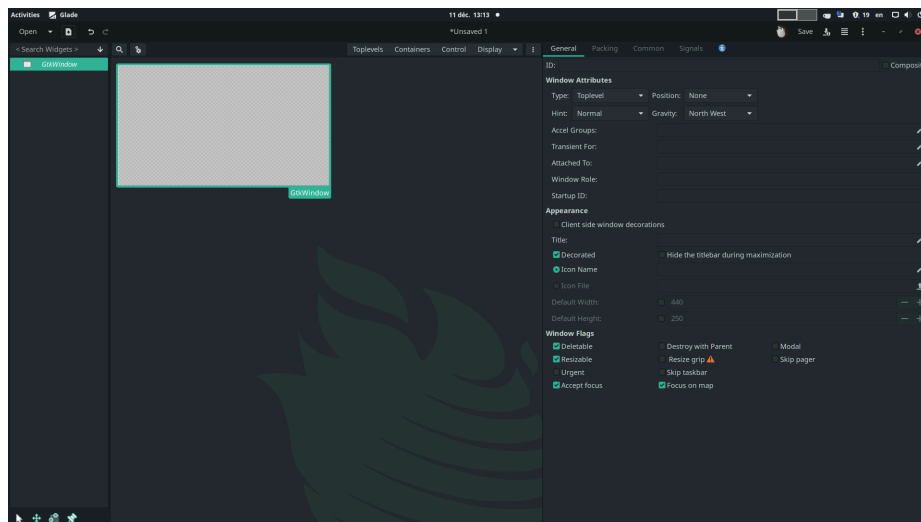 Activities Glade 11 déc. 13:13 19 en
Open *Unsaved 1 Save
< Search Widgets > Toplevels Containers Control Display General Packing Common Signals
GtkWindow ID: Composi
Window Attributes
Type: Toplevel Position: None
Hint: Normal Gravity: North West
Accel Groups:
Transient For:
Attached To:
Window Role:
GtkWindow Startup ID:
Appearance
Client side window decorations
Title:
Decorated Hide the titlebar during maximization
Icon Name
Icon File
Default Width: 440
Default Height: 250
Window Flags
Deletable Destroy with Parent Modal
Resizable Resize grip Skip pager
Urgent Skip taskbar
Accept focus Focus on map